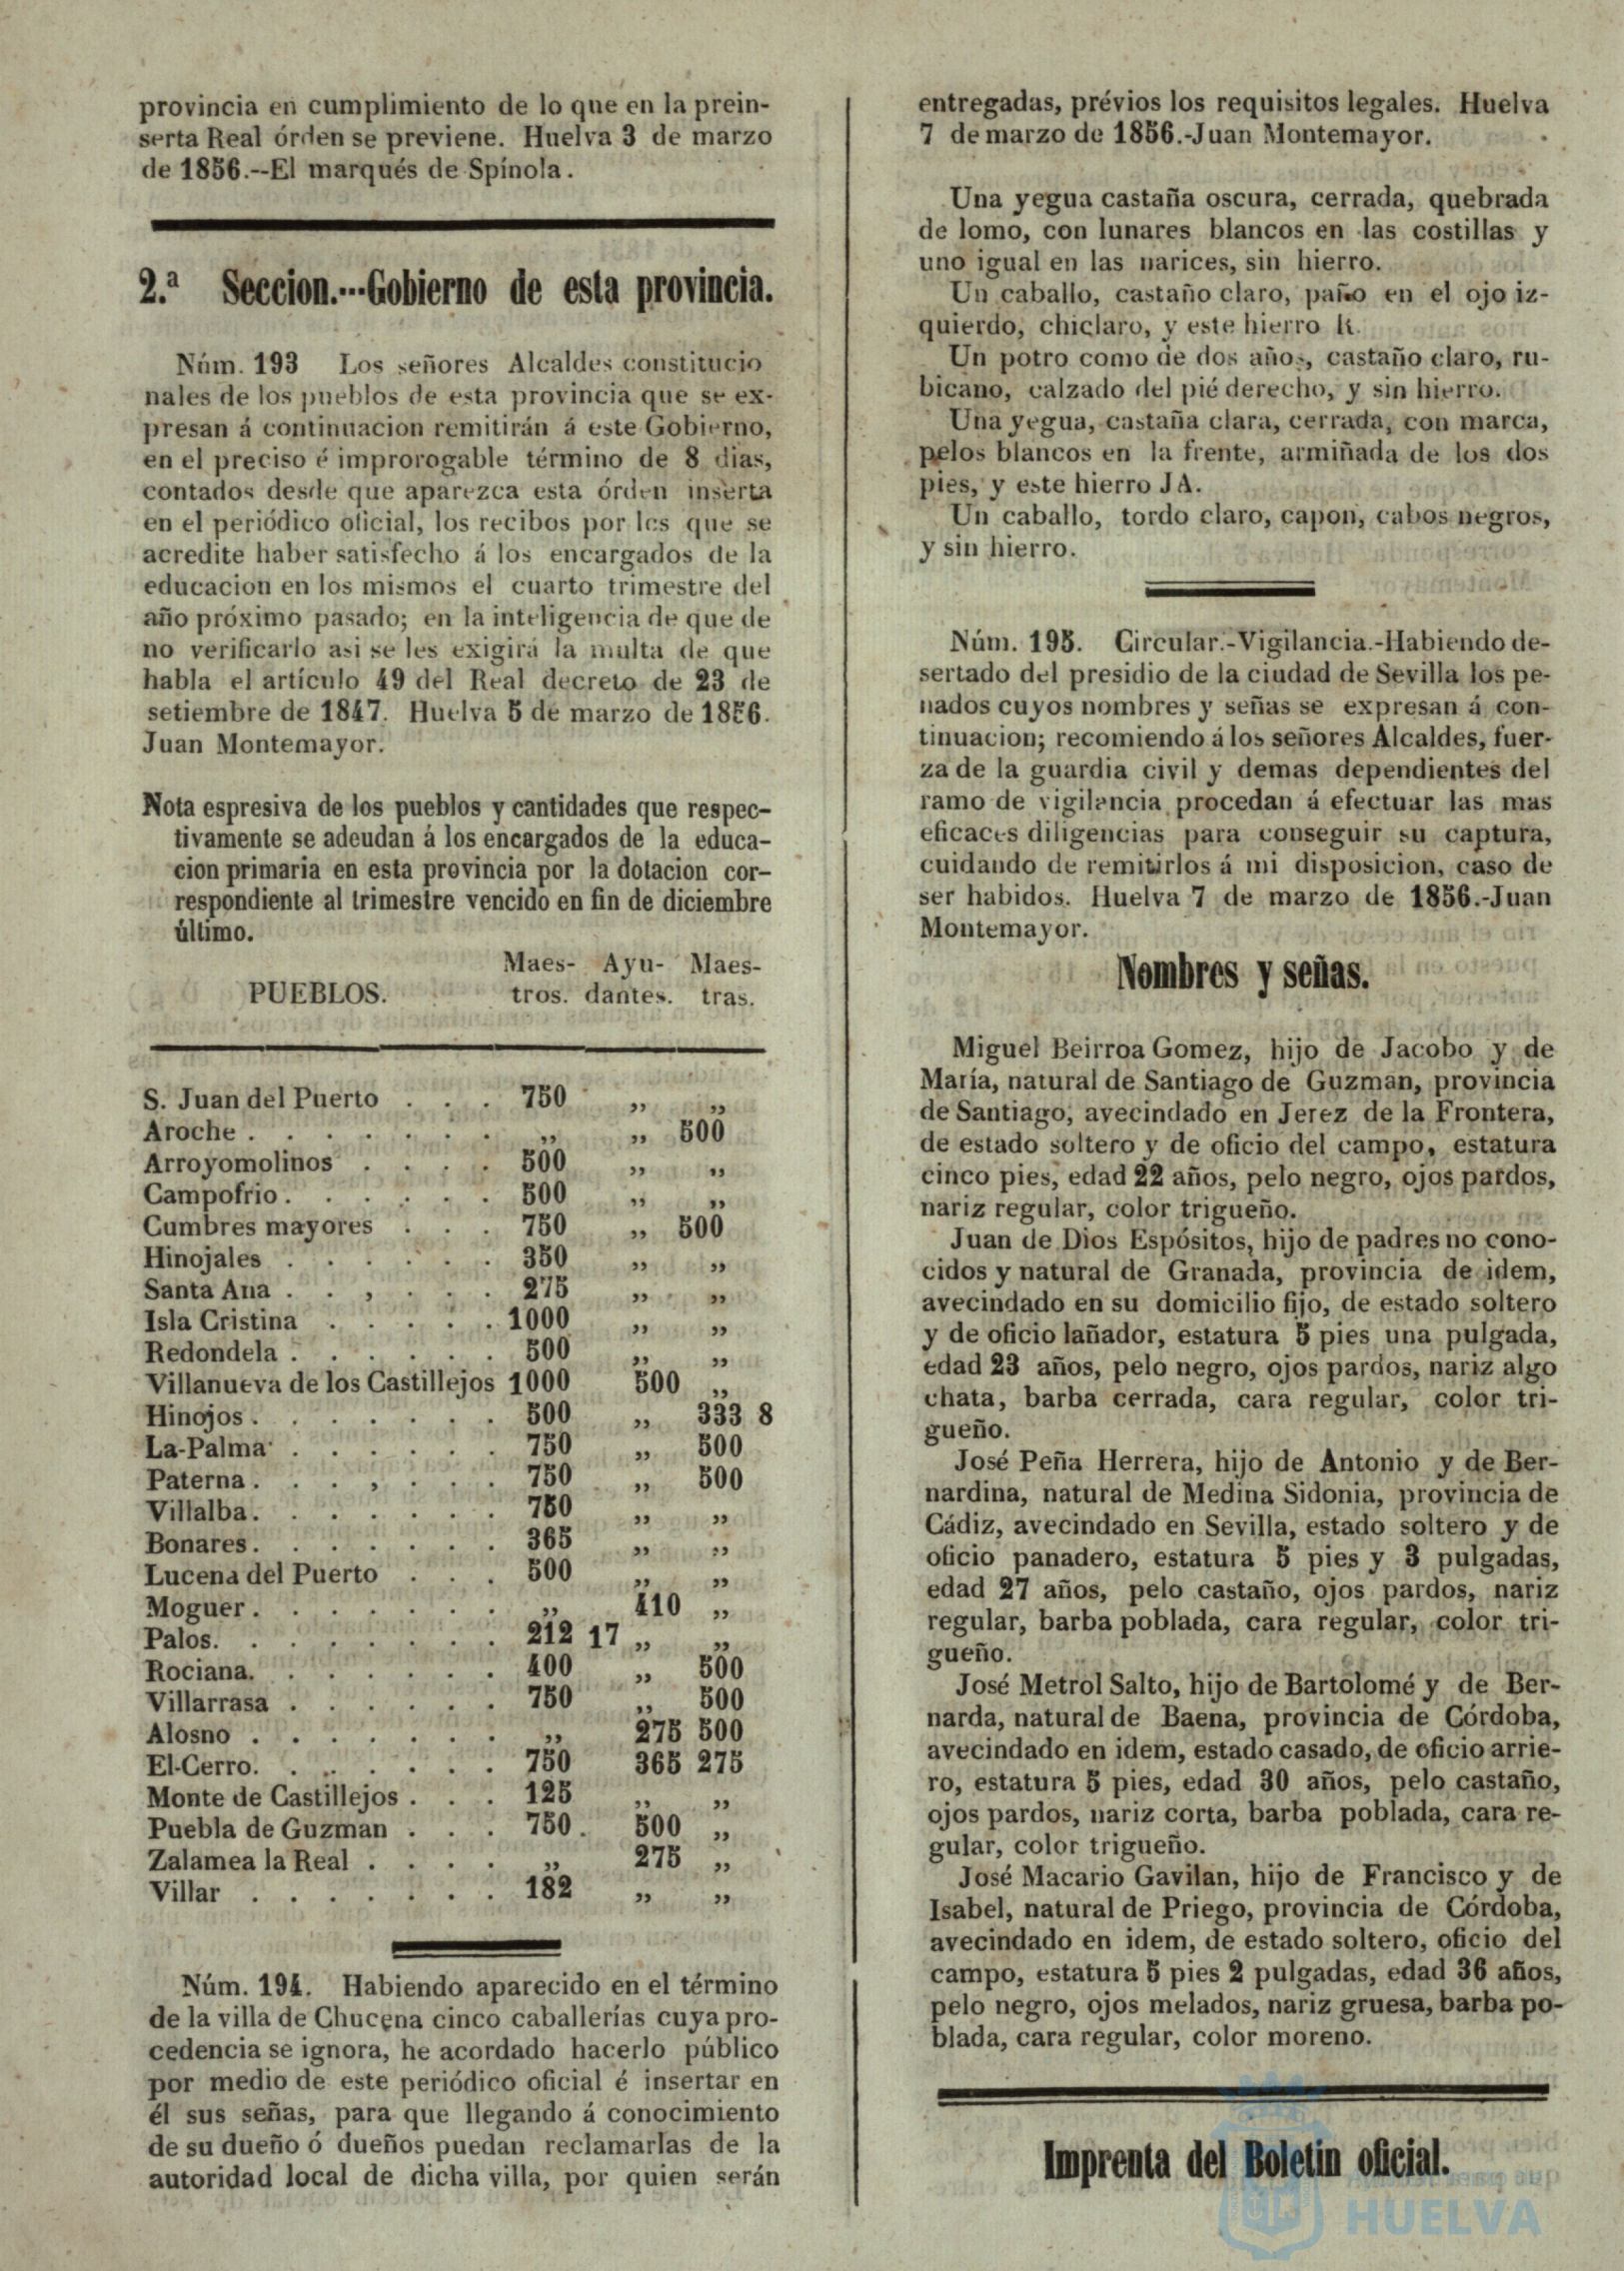 provincia en cumplimiento de lo que en la prein-
serta Real órden se previene. Huelva 3 de marzo
de 1856.--El marqués de Spínola.
2.ª Seccion.---Gobierno de esta provincia.
Núm. 193 Los señores Alcaldes constitucio
nales de los pueblos de esta provincia que se ex-
presan á continuacion remitirán á este Gobierno,
en el preciso é improrogable término de 8 dias,
contados desde que aparezca esta órden inserta
en el periódico oficial, los recibos por los que se
acredite haber satisfecho á los encargados de la
educacion en los mismos el cuarto trimestre del
año próximo pasado; en la inteligencia de que de
no verificarlo asi se les exigirá la multa de que
habla el artículo 49 del Real decreto de 23 de
setiembre de 1847. Huelva 5 de marzo de 1856.
Juan Montemayor.
Nota espresiva de los pueblos y cantidades que respec-
tivamente se adeudan á los encargados de la educa-
cion primaria en esta provincia por la dotacion cor-
respondiente al trimestre vencido en fin de diciembre
último.
Maes- Ayu- Maes-
PUEBLOS. tros. dantes. tras.
S. Juan del Puerto . . . 750 ,, ,,
Aroche . . . . . . . ,, ,, 500
Arroyomolinos . . . . 500 ,, ,,
Campofrio . . . . . . 500 ,, ,,
Cumbres mayores . . . 750 ,, 500
Hinojales . . . . . . 350 ,, ,,
Santa Ana . . , . . . 275 ,, ,,
Isla Cristina . . . . . 1000 ,, ,,
Redondela . . . . . . 500 ,, ,,
Villanueva de los Castillejos 1000 500 ,,
Hinojos . . . . . . . 500 ,, 333 8
La-Palma . . . . . . 750 ,, 500
Paterna . . . , . . . 750 ,, 500
Villalba. . . . . . . 750 ,, ,,
Bonares. . . . . . . 365 ,, ,,
Lucena del Puerto . . . 500 ,, ,,
Moguer . . . . . . . ,, 410 ,,
Palos. . . . . . . . 212 17 ,, ,,
Rociana. . . . . . . 400 ,, 500
Villarrasa . . . . . . 750 ,, 500
Alosno . . . . . . . ,, 275 500
El-Cerro. . . . . . . 750 365 275
Monte de Castillejos . . . 125 ,, ,,
Puebla de Guzman . . . 750. 500 ,,
Zalamea la Real . . . . ,, 275 ,,
Villar . . . . . . . 182 ,, ,,
Núm. 194. Habiendo aparecido en el término
de la villa de Chucena cinco caballerías cuya pro-
cedencia se ignora, he acordado hacerlo público
por medio de este periódico oficial é insertar en
él sus señas, para que llegando á conocimiento
de su dueño ó dueños puedan reclamarlas de la
autoridad local de dicha villa, por quien serán
entregadas, prévios los requisitos legales. Huelva
7 de marzo de 1856.-Juan Montemayor.
Una yegua castaña oscura, cerrada, quebrada
de lomo, con lunares blancos en las costillas y
uno igual en las narices, sin hierro.
Un caballo, castaño claro, paño en el ojo iz-
quierdo, chiclaro, y este hierro R.
Un potro como de dos años, castaño claro, ru-
bicano, calzado del pié derecho, y sin hierro.
Una yegua, castaña clara, cerrada, con marca,
pelos blancos en la frente, armiñada de los dos
pies, y este hierro JA.
Un caballo, tordo claro, capon, cabos negros,
y sin hierro.
Núm. 195. Circular.-Vigilancia.-Habiendo de-
sertado del presidio de la ciudad de Sevilla los pe-
nados cuyos nombres y señas se expresan á con-
tinuacion; recomiendo á los señores Alcaldes, fuer-
za de la guardia civil y demas dependientes del
ramo de vigilancia procedan á efectuar las mas
eficaces diligencias para conseguir su captura,
cuidando de remitirlos á mi disposicion, caso de
ser habidos. Huelva 7 de marzo de 1856.-Juan
Montemayor.
Nombres y señas.
Miguel Beirroa Gomez, hijo de Jacobo y de
María, natural de Santiago de Guzman, provincia
de Santiago, avecindado en Jerez de la Frontera,
de estado soltero y de oficio del campo, estatura
cinco pies, edad 22 años, pelo negro, ojos pardos,
nariz regular, color trigueño.
Juan de Dios Espósitos, hijo de padres no cono-
cidos y natural de Granada, provincia de idem,
avecindado en su domicilio fijo, de estado soltero
y de oficio lañador, estatura 5 pies una pulgada,
edad 23 años, pelo negro, ojos pardos, nariz algo
chata, barba cerrada, cara regular, color tri-
gueño.
José Peña Herrera, hijo de Antonio y de Ber-
nardina, natural de Medina Sidonia, provincia de
Cádiz, avecindado en Sevilla, estado soltero y de
oficio panadero, estatura 5 pies y 3 pulgadas,
edad 27 años, pelo castaño, ojos pardos, nariz
regular, barba poblada, cara regular, color tri-
gueño.
José Metrol Salto, hijo de Bartolomé y de Ber-
narda, natural de Baena, provincia de Córdoba,
avecindado en idem, estado casado, de oficio arrie-
ro, estatura 5 pies, edad 30 años, pelo castaño,
ojos pardos, nariz corta, barba poblada, cara re-
gular, color trigueño.
José Macario Gavilan, hijo de Francisco y de
Isabel, natural de Priego, provincia de Córdoba,
avecindado en idem, de estado soltero, oficio del
campo, estatura 5 pies 2 pulgadas, edad 36 años,
pelo negro, ojos melados, nariz gruesa, barba po-
blada, cara regular, color moreno.
Imprenta del Boletin oficial.
HUELVA